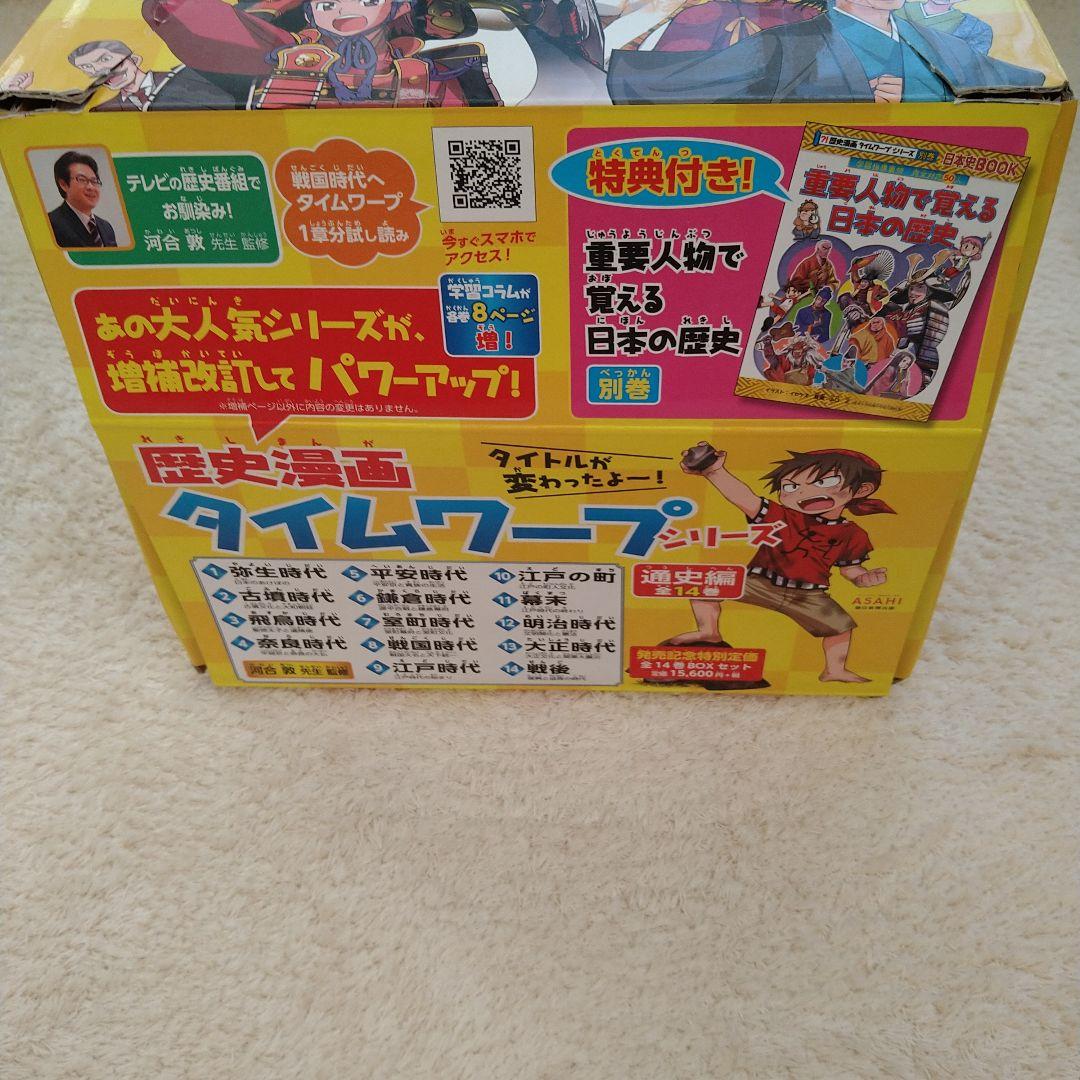 テレビの歴史番組で
お馴染み!
河合 敦 先生 監修
戦国時代へ
タイムワープ
1章分試し読み
今すぐスマホで
アクセス!
特典付き!
重要人物で
覚える
日本の歴史
別巻
歴史漫画 タイムワープシリーズ 別巻
日本史BOOK
重要人物で覚える
日本の歴史
あの大人気シリーズが、
増補改訂して パワーアップ!
※増補ページ以外に内容の変更はありません。
学習コラムが
各巻8ページ
増!
歴史漫画
タイムワープシリーズ
タイトルが
変わったよー!
通史編
全14巻
1 弥生時代
2 古墳時代
3 飛鳥時代
4 奈良時代
河合 敦 先生 監修
5 平安時代
6 鎌倉時代
7 室町時代
8 戦国時代
9 江戸時代
10 江戸の町
11 幕末
12 明治時代
13 大正時代
14 戦後
ASAHI
発売記念特別定価
全14巻BOXセット
定価15,600円+税